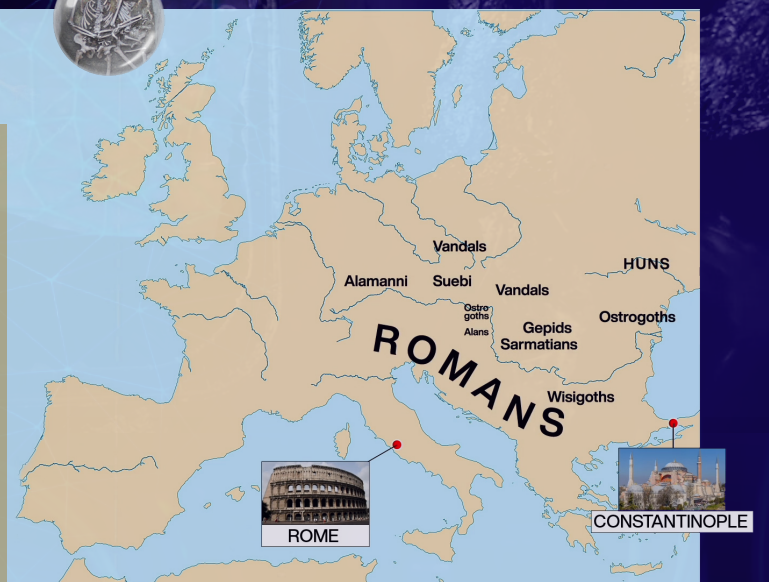 Vandals
HUNS
Alamanni
Suebi
Vandals
Ostro
goths
Ostrogoths
Alans
Gepids
Sarmatians
ROMANS
Wisigoths
ROME
CONSTANTINOPLE